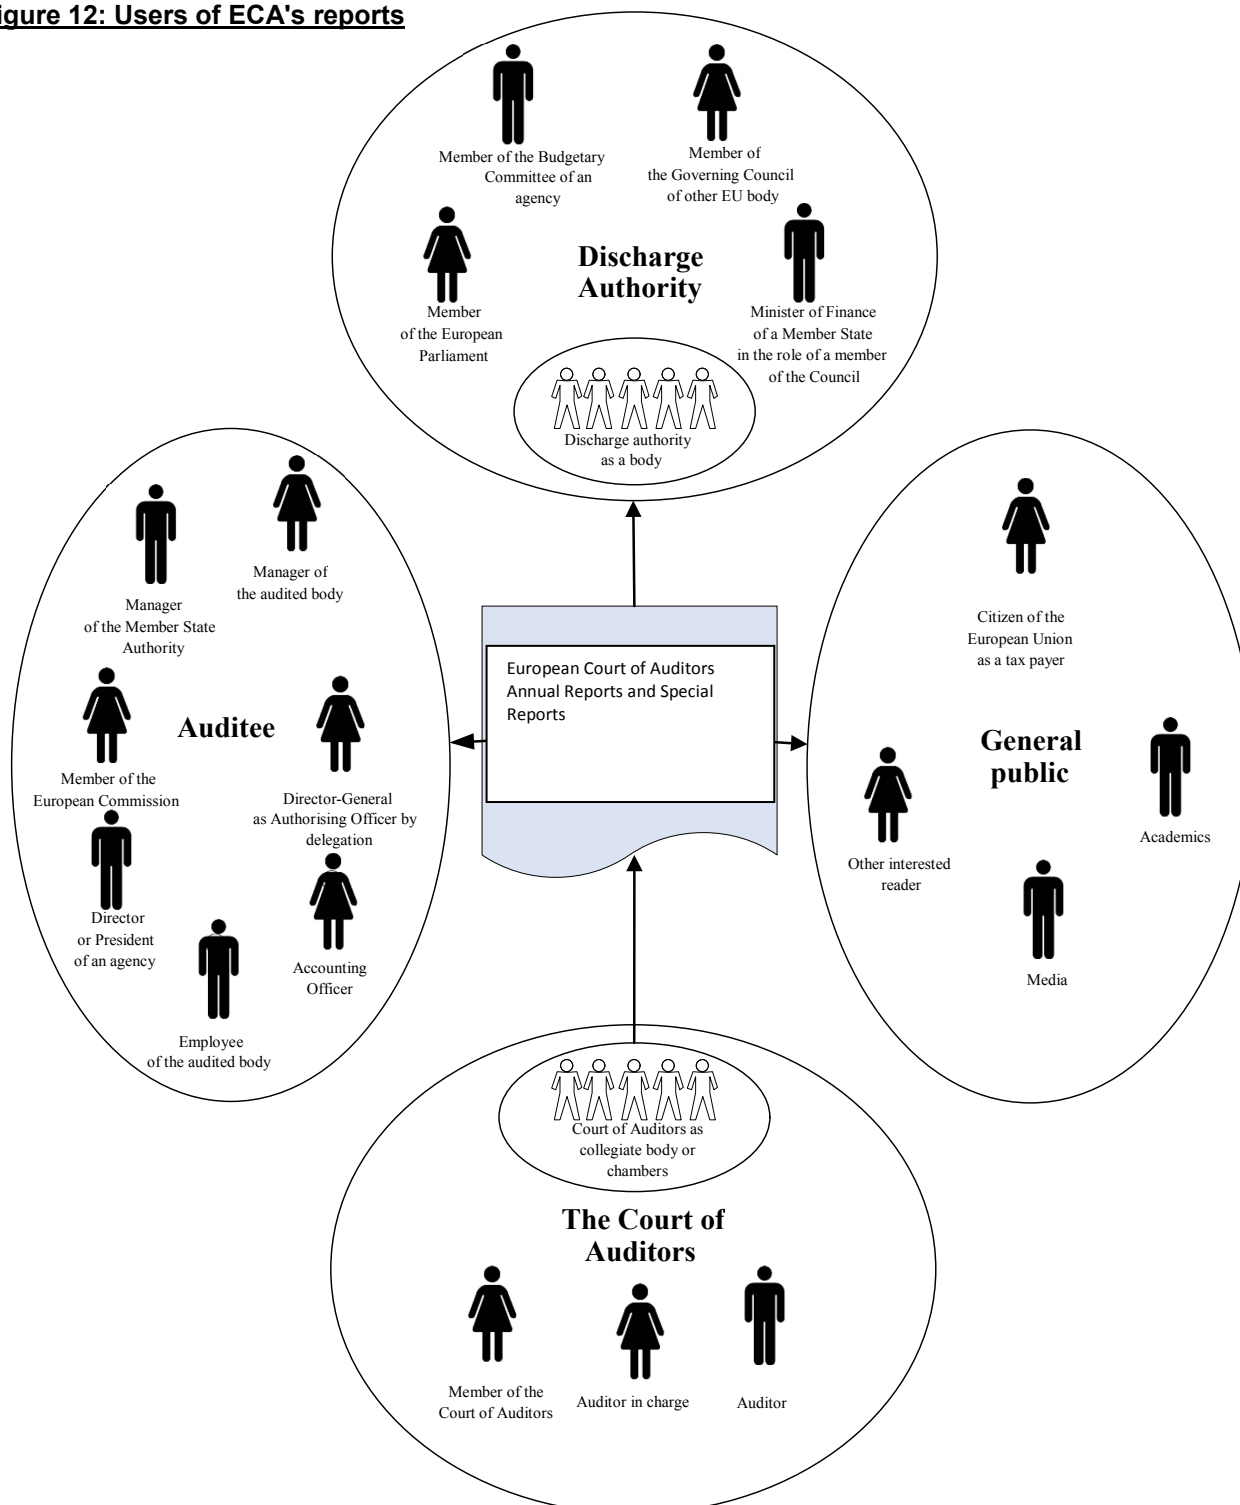 igure 12: Users of ECA's reports
Member of the Budgetary
Committee of an
agency
Member of
the Governing Council
of other EU body
Discharge
Authority
Member
of the European
Parliament
Minister of Finance
of a Member State
in the role of a member
of the Council
Discharge authority
as a body
Manager of
the audited body
Manager
of the Member State
Authority
Auditee
Member of the
European Commission
Director-General
as Authorising Officer by
delegation
Director
or President
of an agency
Accounting
Officer
Employee
of the audited body
European Court of Auditors
Annual Reports and Special
Reports
Citizen of the
European Union
as a tax payer
General
public
Academics
Other interested
reader
Media
Court of Auditors as
collegiate body or
chambers
The Court of
Auditors
Member of the
Court of Auditors
Auditor in charge
Auditor